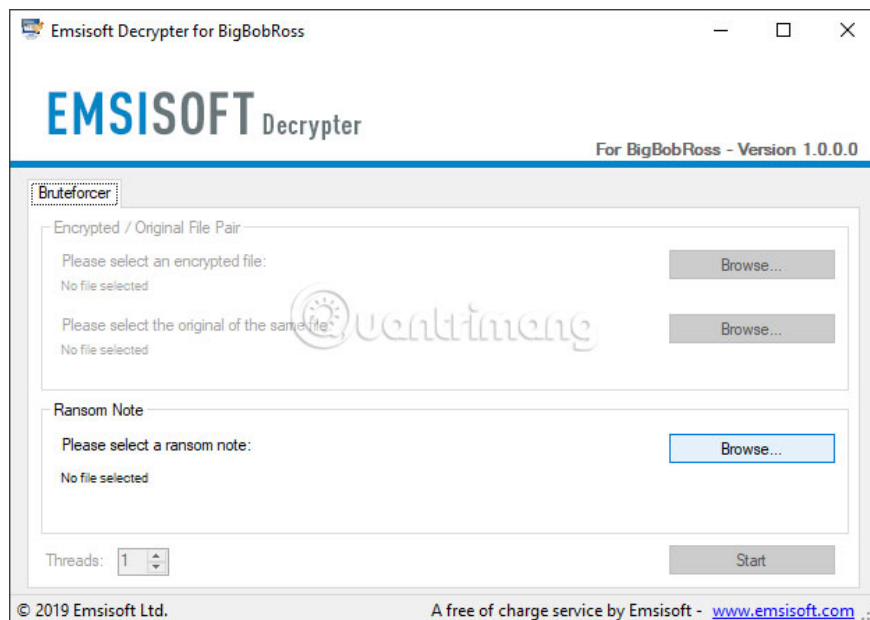 Emsisoft Decrypter for BigBobRoss
EMSISOFT Decrypter
For BigBobRoss - Version 1.0.0.0
Bruteforcer
Encrypted / Original File Pair
Please select an encrypted file:
Browse...
No file selected
Please select the original of the same file:
Browse...
No file selected
Quantrimang
Ransom Note
Please select a ransom note:
Browse...
No file selected
Threads: 1
Start
© 2019 Emsisoft Ltd.
A free of charge service by Emsisoft - www.emsisoft.com